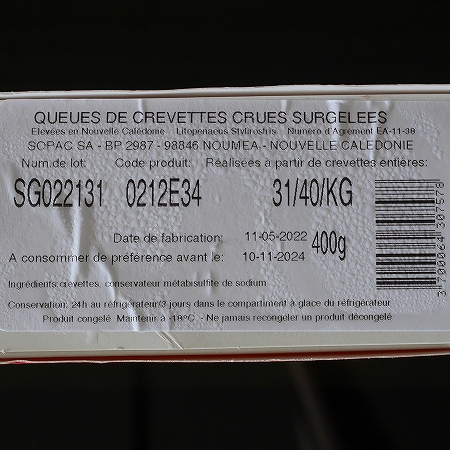 QUEUES DE CREVETTES CRUES SURGELEES
Elevées en Nouvelle Calédonie Litopenaeus Stylirostris Numéro d'Agrément EA-11-38
SOPAC SA - BP 2987 - 98846 NOUMEA - NOUVELLE CALEDONIE
Num.de lot: Code produit: Réalisées à partir de crevettes entières:
SG022131 0212E34 31/40/KG
Date de fabrication: 11-05-2022 400g
A consommer de préférence avant le: 10-11-2024
Ingrédients:crevettes, conservateur métabisulfite de sodium
Conservation: 24h au réfrigérateur/3 jours dans le compartiment à glace du réfrigérateur
Produit congelé Maintenir à -18°C - Ne jamais recongeler un produit décongelé
3 700064 307578